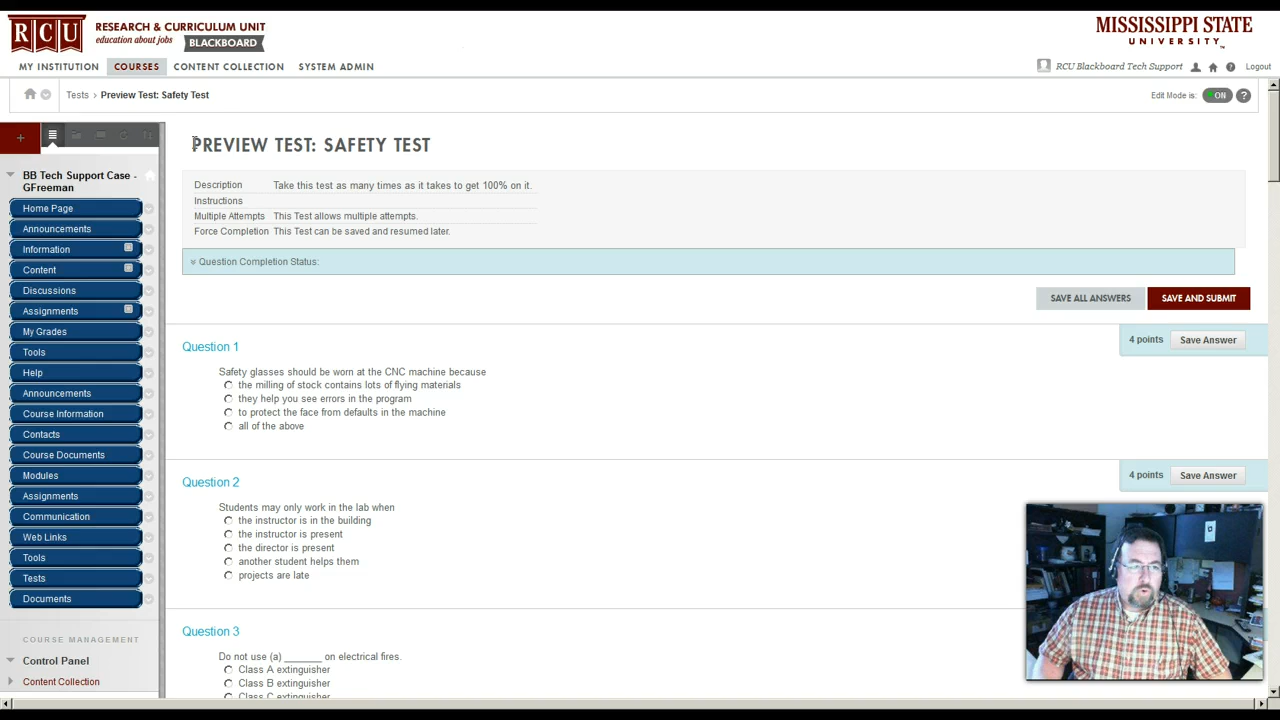 RCU RESEARCH & CURRICULUM UNIT
education about jobs BLACKBOARD
MISSISSIPPI STATE
UNIVERSITY™
MY INSTITUTION COURSES CONTENT COLLECTION SYSTEM ADMIN
RCU Blackboard Tech Support Logout
Tests Preview Test: Safety Test
Edit Mode is: ON ?
+
BB Tech Support Case -
GFreeman
Home Page
Announcements
Information
Content
Discussions
Assignments
My Grades
Tools
Help
Announcements
Course Information
Contacts
Course Documents
Modules
Assignments
Communication
Web Links
Tools
Tests
Documents
COURSE MANAGEMENT
Control Panel
Content Collection
PREVIEW TEST: SAFETY TEST
Description Take this test as many times as it takes to get 100% on it.
Instructions
Multiple Attempts This Test allows multiple attempts.
Force Completion This Test can be saved and resumed later.
Question Completion Status:
SAVE ALL ANSWERS SAVE AND SUBMIT
Question 1
4 points Save Answer
Safety glasses should be worn at the CNC machine because
the milling of stock contains lots of flying materials
they help you see errors in the program
to protect the face from defaults in the machine
all of the above
Question 2
4 points Save Answer
Students may only work in the lab when
the instructor is in the building
the instructor is present
the director is present
another student helps them
projects are late
Question 3
Do not use (a) _______ on electrical fires.
Class A extinguisher
Class B extinguisher
Class C extinguisher